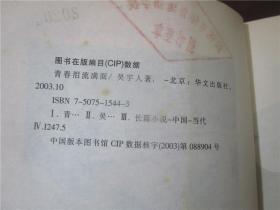 图书在版编目(CIP)数据
青春泪流满面/吴宇人著. —北京:华文出版社,
2003.10
ISBN 7-5075-1544-3
Ⅰ.青… Ⅱ.吴… Ⅲ.长篇小说-中国-当代
Ⅳ.I247.5
中国版本图书馆CIP数据核字(2003)第088904号